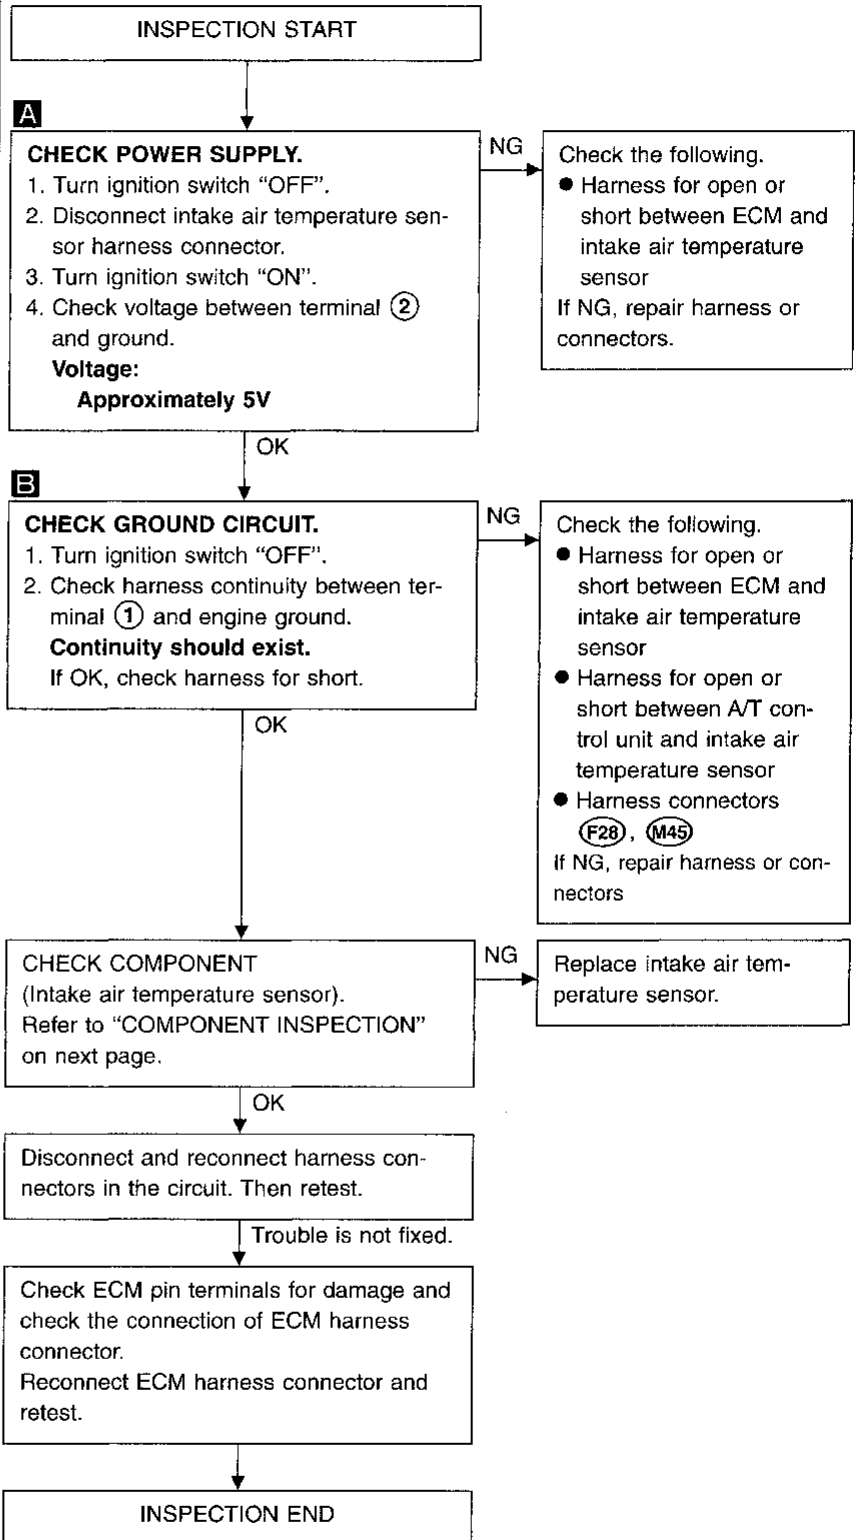 INSPECTION START
A
CHECK POWER SUPPLY.
1. Turn ignition switch “OFF”.
2. Disconnect intake air temperature sen-
sor harness connector.
3. Turn ignition switch “ON”.
4. Check voltage between terminal ②
and ground.
Voltage:
Approximately 5V
NG
Check the following.
● Harness for open or
short between ECM and
intake air temperature
sensor
If NG, repair harness or
connectors.
OK
B
CHECK GROUND CIRCUIT.
1. Turn ignition switch “OFF”.
2. Check harness continuity between ter-
minal ① and engine ground.
Continuity should exist.
If OK, check harness for short.
NG
Check the following.
● Harness for open or
short between ECM and
intake air temperature
sensor
● Harness for open or
short between A/T con-
trol unit and intake air
temperature sensor
● Harness connectors
F28, M45
If NG, repair harness or con-
nectors
OK
CHECK COMPONENT
(Intake air temperature sensor).
Refer to “COMPONENT INSPECTION”
on next page.
NG
Replace intake air tem-
perature sensor.
OK
Disconnect and reconnect harness con-
nectors in the circuit. Then retest.
Trouble is not fixed.
Check ECM pin terminals for damage and
check the connection of ECM harness
connector.
Reconnect ECM harness connector and
retest.
INSPECTION END